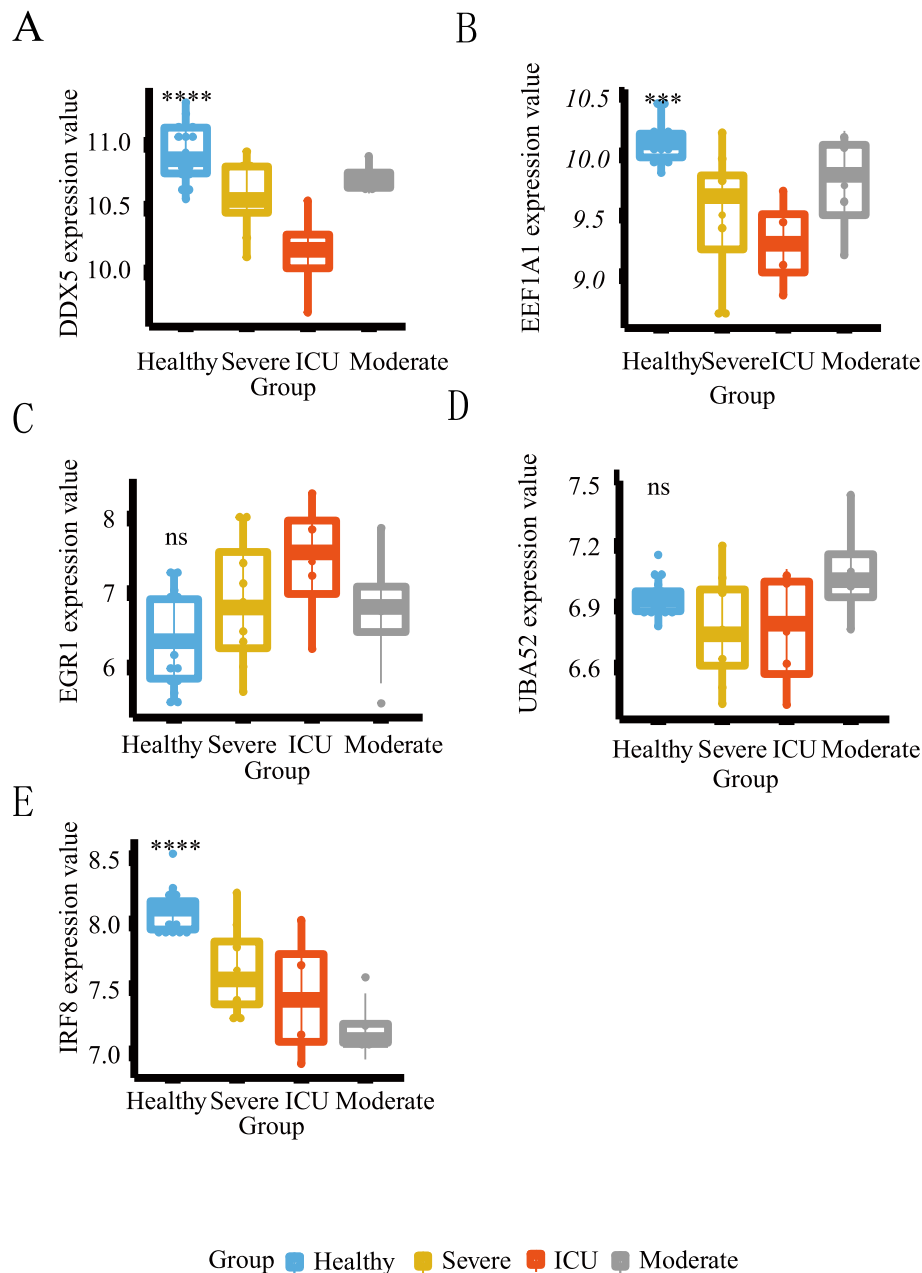 A
DDX5 expression value
****
11.0
10.5
10.0
Healthy Severe ICU Moderate
Group
B
EEF1A1 expression value
***
10.5
10.0
9.5
9.0
Healthy Severe ICU Moderate
Group
C
EGR1 expression value
ns
8
7
6
Healthy Severe ICU Moderate
Group
D
UBA52 expression value
ns
7.5
7.2
6.9
6.6
Healthy Severe ICU Moderate
Group
E
IRF8 expression value
****
8.5
8.0
7.5
7.0
Healthy Severe ICU Moderate
Group
Group Healthy Severe ICU Moderate